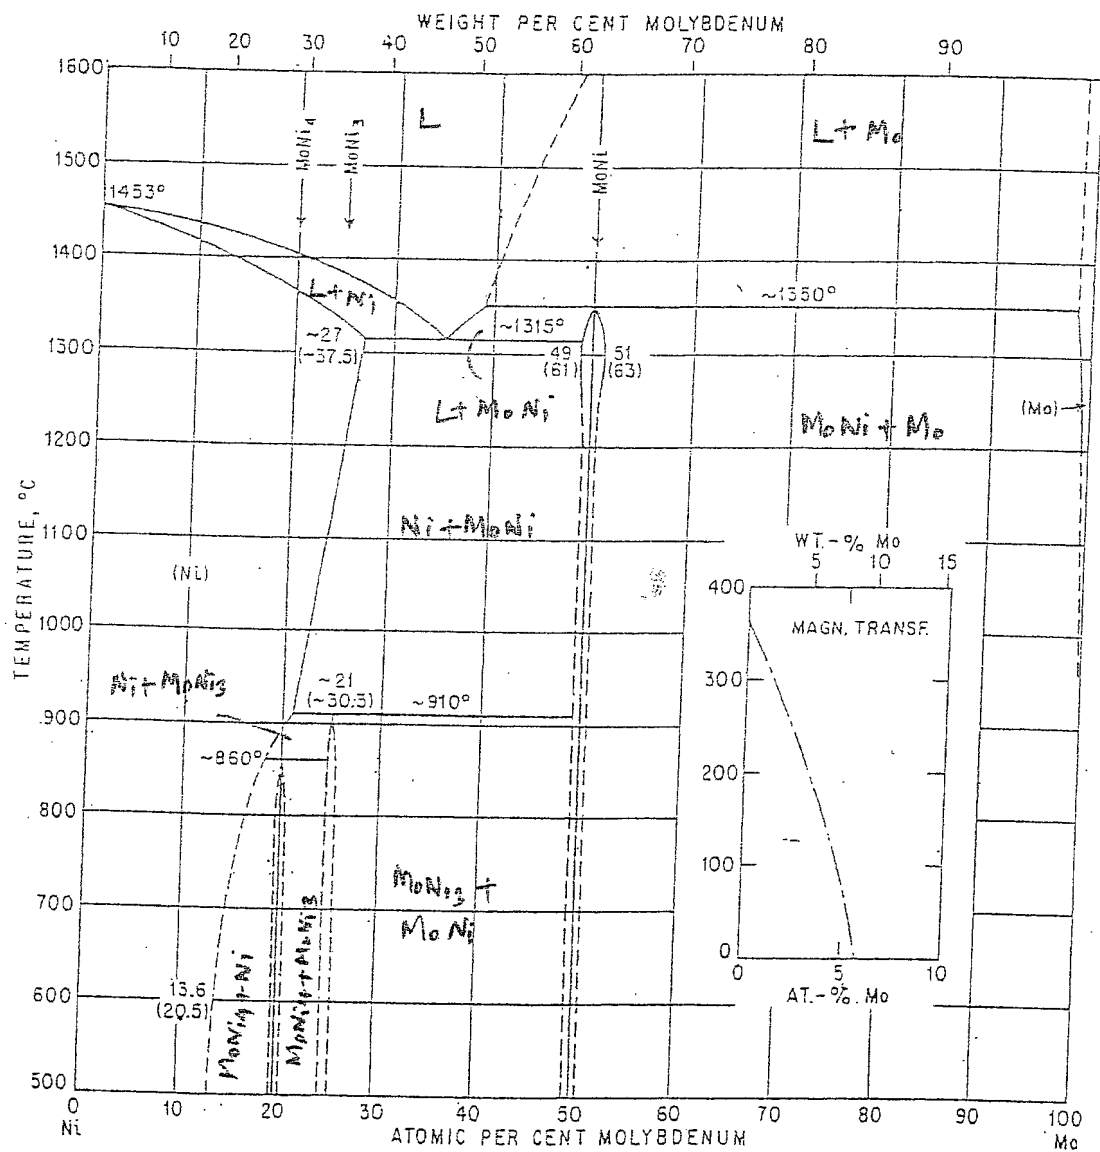 WEIGHT PER CENT MOLYBDENUM
10 20 30 40 50 60 70 80 90
1600
L
L+Mo
MoNi₄
MoNi₃
MoNi
1500
1453°
1400
L+Ni
~1350°
~1315°
~27
(~37.5)
1300
49
(61)
51
(63)
L+MoNi
(Mo)
MoNi+Mo
1200
TEMPERATURE, °C
Ni+MoNi
1100
(Ni)
WT.-% Mo
5 10 15
400
MAGN. TRANSF.
300
200
100
0
0 5 10
AT.-% Mo
1000
Ni+MoNi3
~21
(~30.5)
~910°
900
~860°
800
MoNi3+
MoNi
700
MoNi4+Ni
MoNi4+MoNi3
13.6
(20.5)
600
500
0 10 20 30 40 50 60 70 80 90 100
Ni
ATOMIC PER CENT MOLYBDENUM
Mo